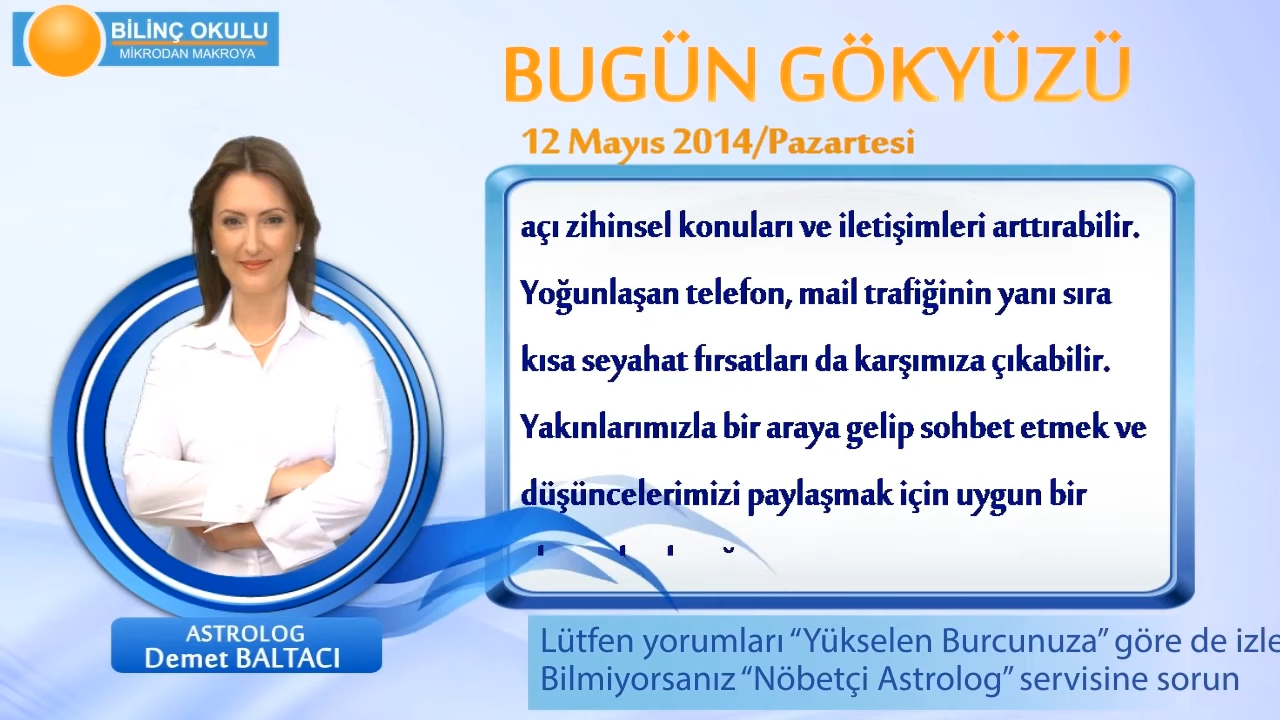 BİLİNÇ OKULU
MİKRODAN MAKROYA
BUGÜN GÖKYÜZÜ
12 Mayıs 2014/Pazartesi
açı zihinsel konuları ve iletişimleri arttırabilir.
Yoğunlaşan telefon, mail trafiğinin yanı sıra
kısa seyahat fırsatları da karşımıza çıkabilir.
Yakınlarımızla bir araya gelip sohbet etmek ve
düşüncelerimizi paylaşmak için uygun bir
ASTROLOG
Demet BALTACI
Lütfen yorumları “Yükselen Burcunuza” göre de izle
Bilmiyorsanız “Nöbetçi Astrolog” servisine sorun